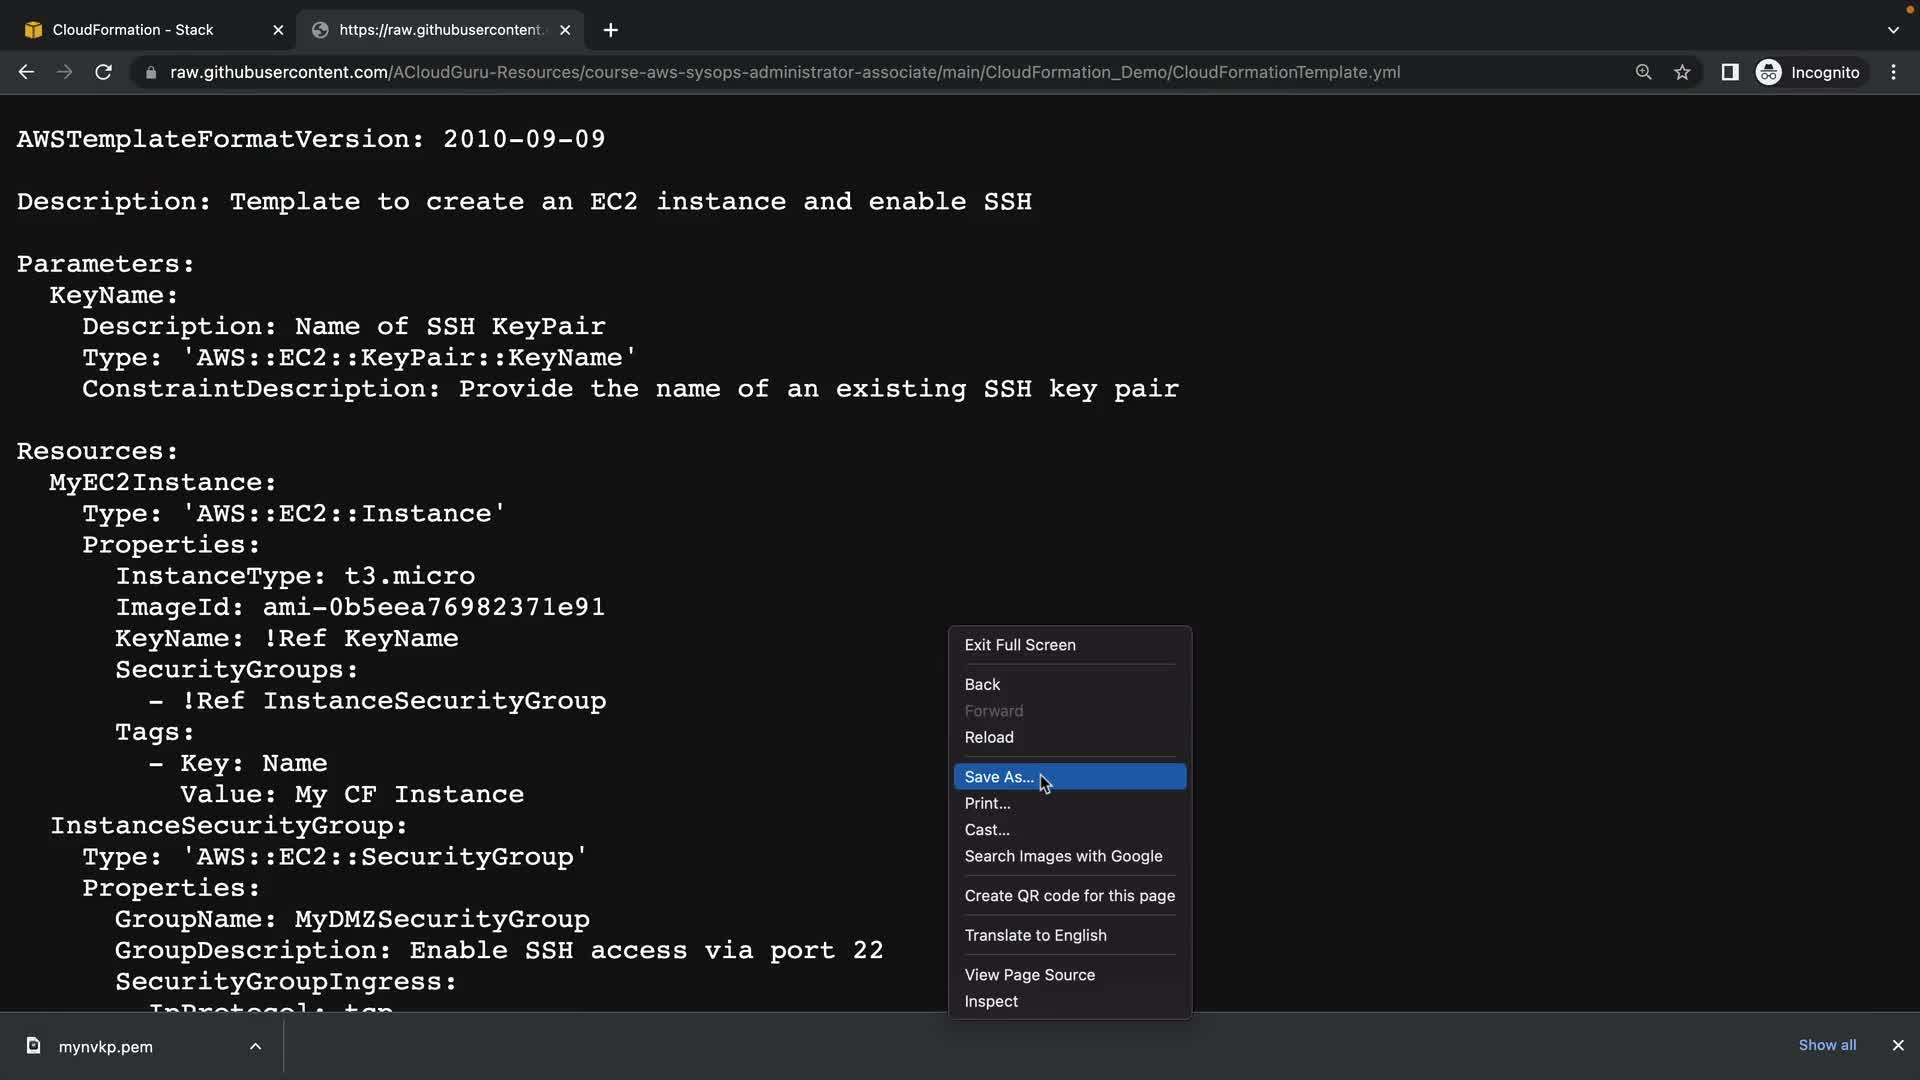 CloudFormation - Stack
https://raw.githubusercontent.
raw.githubusercontent.com/ACloudGuru-Resources/course-aws-sysops-administrator-associate/main/CloudFormation_Demo/CloudFormationTemplate.yml
Incognito
AWSTemplateFormatVersion: 2010-09-09
Description: Template to create an EC2 instance and enable SSH
Parameters:
KeyName:
Description: Name of SSH KeyPair
Type: 'AWS::EC2::KeyPair::KeyName'
ConstraintDescription: Provide the name of an existing SSH key pair
Resources:
MyEC2Instance:
Type: 'AWS::EC2::Instance'
Properties:
InstanceType: t3.micro
ImageId: ami-0b5eea76982371e91
KeyName: !Ref KeyName
SecurityGroups:
- !Ref InstanceSecurityGroup
Tags:
- Key: Name
Value: My CF Instance
InstanceSecurityGroup:
Type: 'AWS::EC2::SecurityGroup'
Properties:
GroupName: MyDMZSecurityGroup
GroupDescription: Enable SSH access via port 22
SecurityGroupIngress:
IpProtocol: tcp
Exit Full Screen
Back
Forward
Reload
Save As...
Print...
Cast...
Search Images with Google
Create QR code for this page
Translate to English
View Page Source
Inspect
mynvkp.pem
Show all